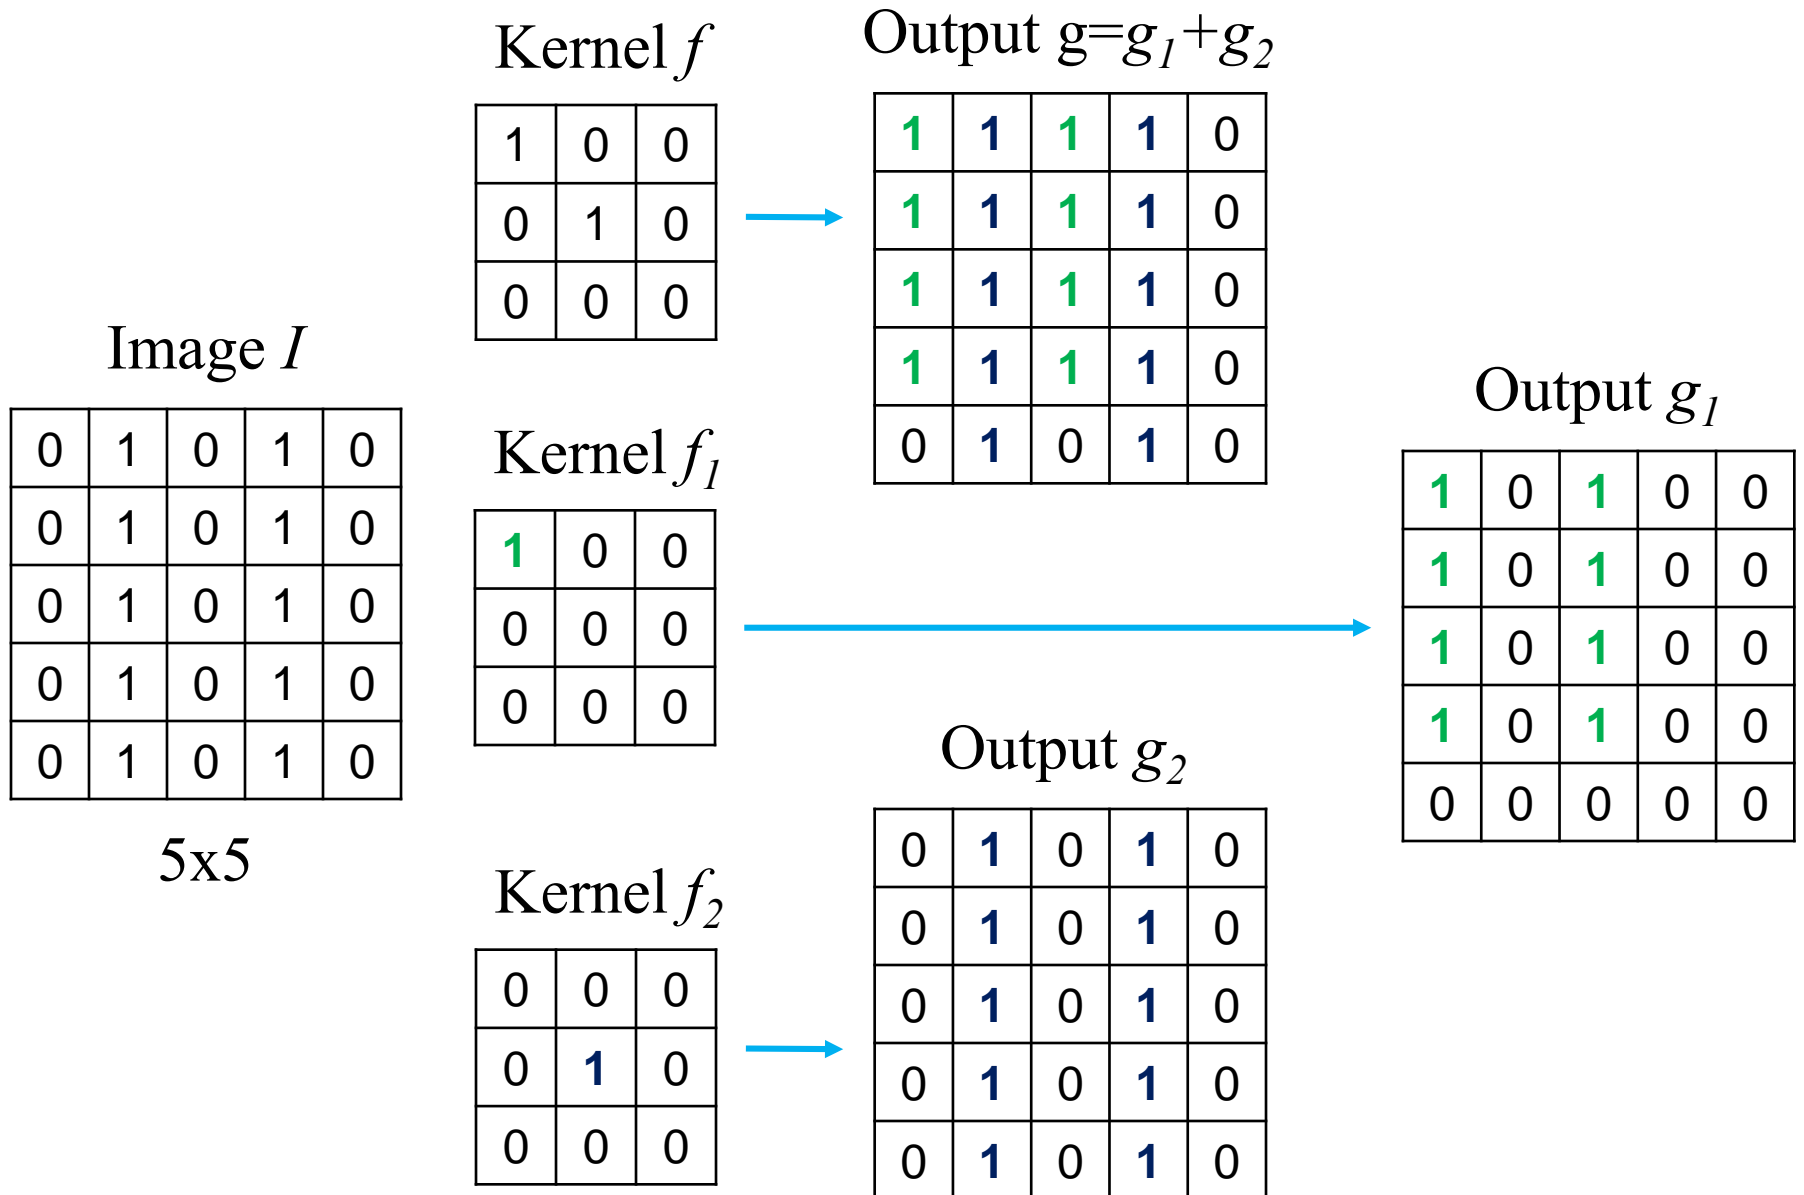 Kernel f
1 0 0
0 1 0
0 0 0
Output g=g1+g2
1 1 1 1 0
1 1 1 1 0
1 1 1 1 0
1 1 1 1 0
0 1 0 1 0
Image I
0 1 0 1 0
0 1 0 1 0
0 1 0 1 0
0 1 0 1 0
0 1 0 1 0
5x5
Kernel f1
1 0 0
0 0 0
0 0 0
Output g1
1 0 1 0 0
1 0 1 0 0
1 0 1 0 0
1 0 1 0 0
0 0 0 0 0
Kernel f2
0 0 0
0 1 0
0 0 0
Output g2
0 1 0 1 0
0 1 0 1 0
0 1 0 1 0
0 1 0 1 0
0 1 0 1 0